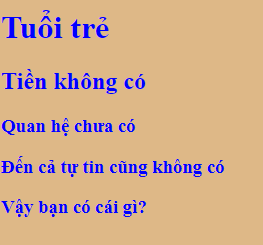 Tuổi trẻ
Tiền không có
Quan hệ chưa có
Đến cả tự tin cũng không có
Vậy bạn có cái gì?